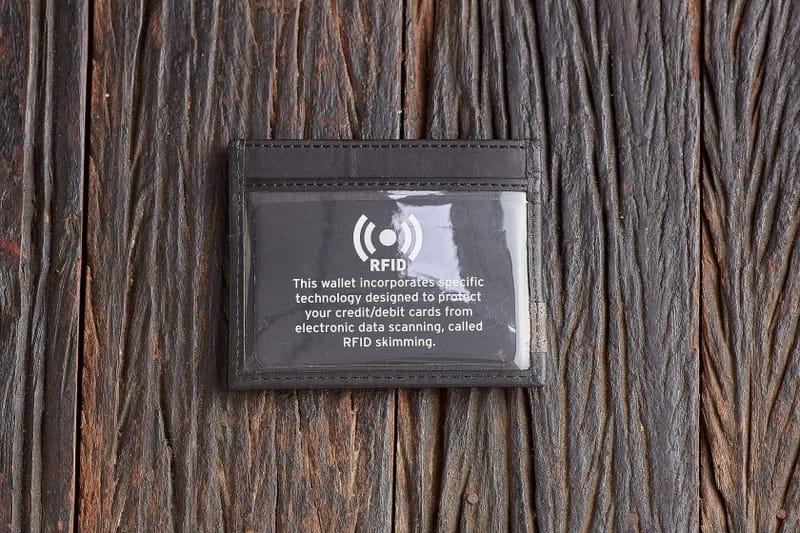 RFID
This wallet incorporates specific
technology designed to protect
your credit/debit cards from
electronic data scanning, called
RFID skimming.